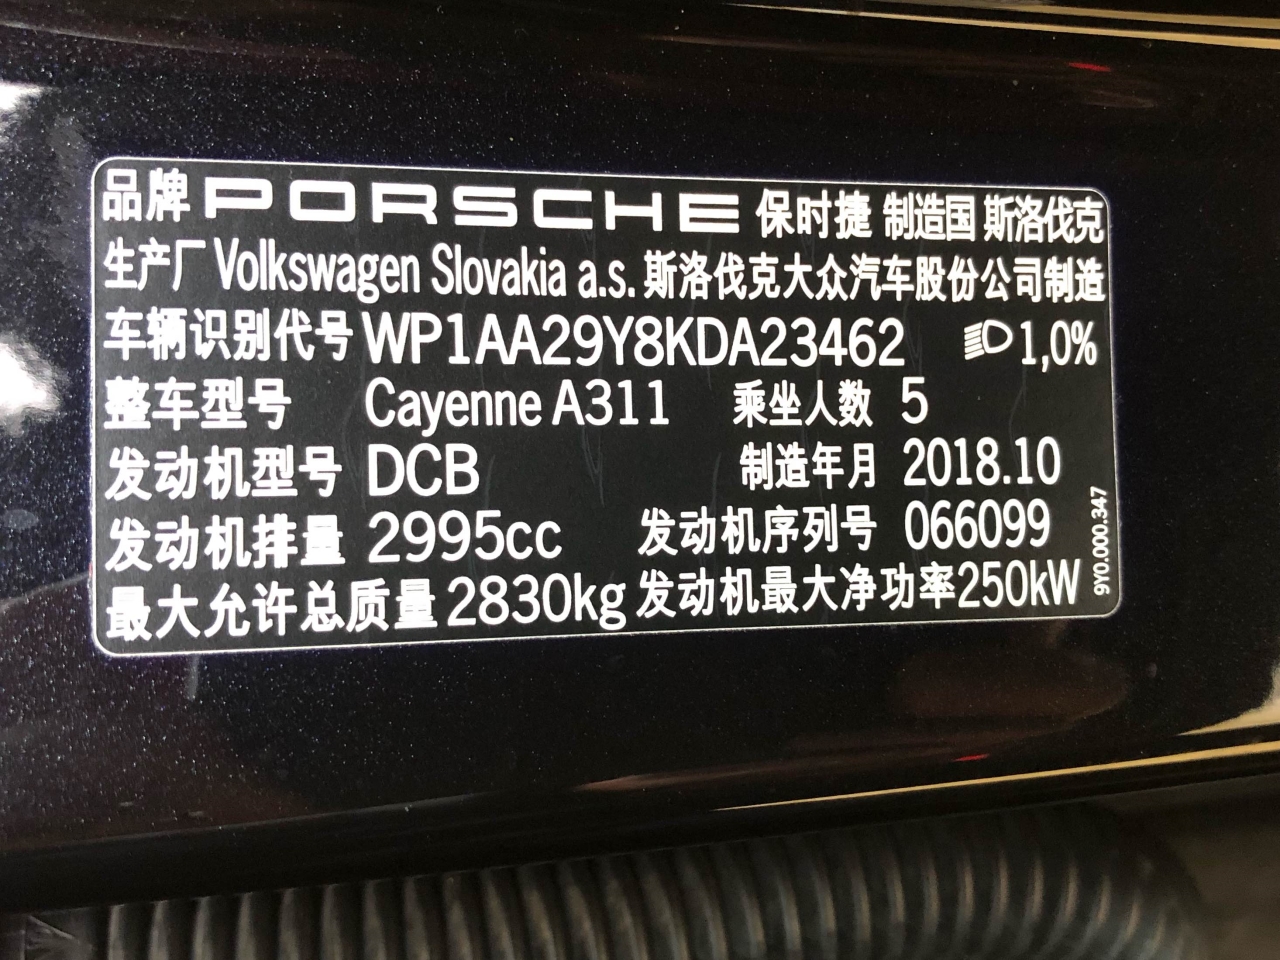 品牌 PORSCHE 保时捷 制造国 斯洛伐克
生产厂 Volkswagen Slovakia a.s. 斯洛伐克大众汽车股份公司制造
车辆识别代号 WP1AA29Y8KDA23462 1,0%
整车型号 Cayenne A311 乘坐人数 5
发动机型号 DCB 制造年月 2018.10
发动机排量 2995cc 发动机序列号 066099
最大允许总质量 2830kg 发动机最大净功率 250kW
9Y0.000.347